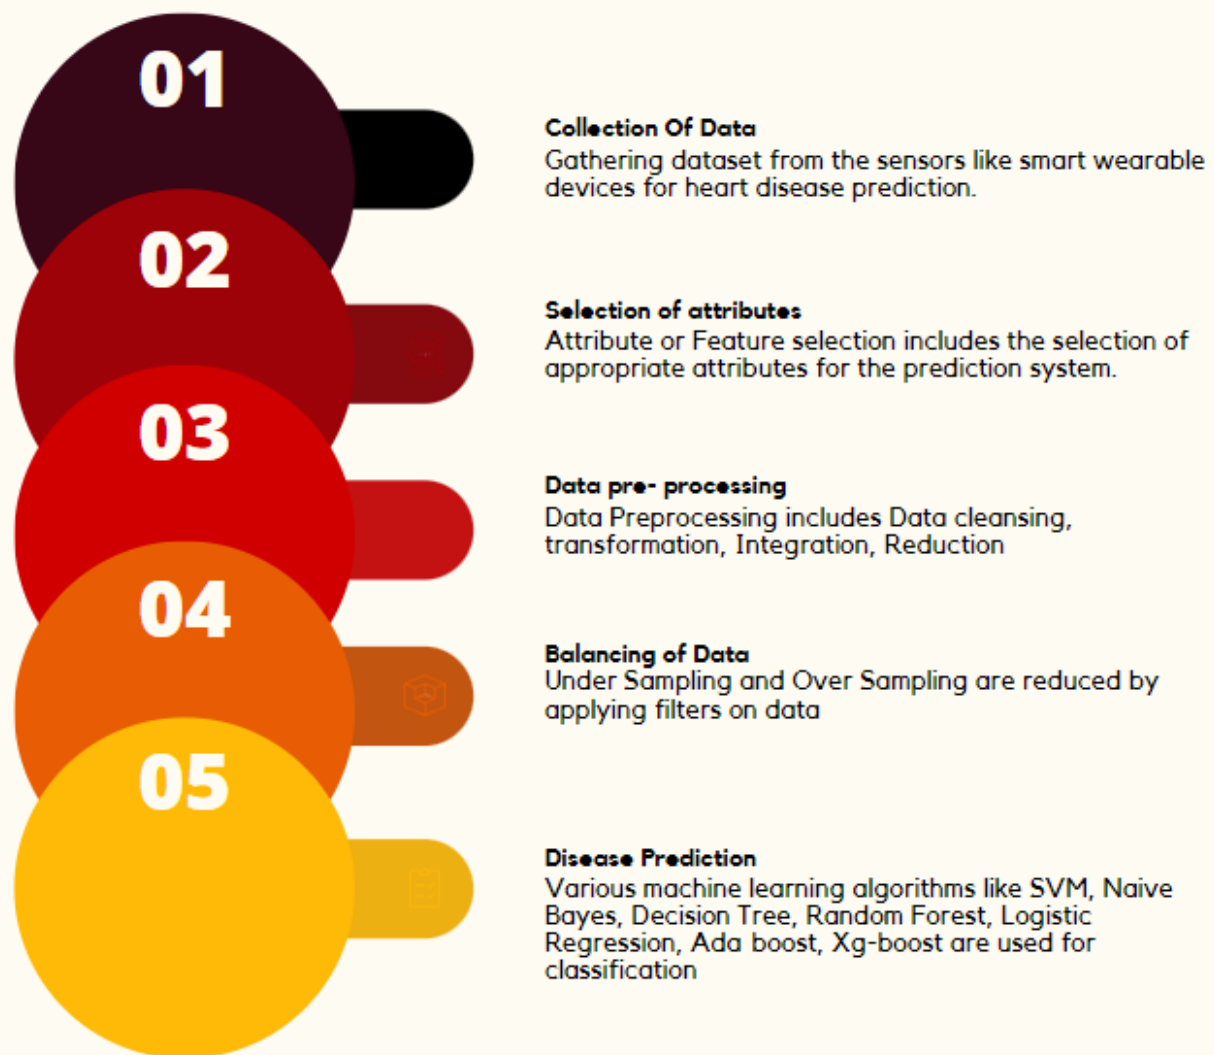 01
Collection Of Data
Gathering dataset from the sensors like smart wearable
devices for heart disease prediction.
02
Selection of attributes
Attribute or Feature selection includes the selection of
appropriate attributes for the prediction system.
03
Data pre- processing
Data Preprocessing includes Data cleansing,
transformation, Integration, Reduction
04
Balancing of Data
Under Sampling and Over Sampling are reduced by
applying filters on data
05
Disease Prediction
Various machine learning algorithms like SVM, Naive
Bayes, Decision Tree, Random Forest, Logistic
Regression, Ada boost, Xg-boost are used for
classification